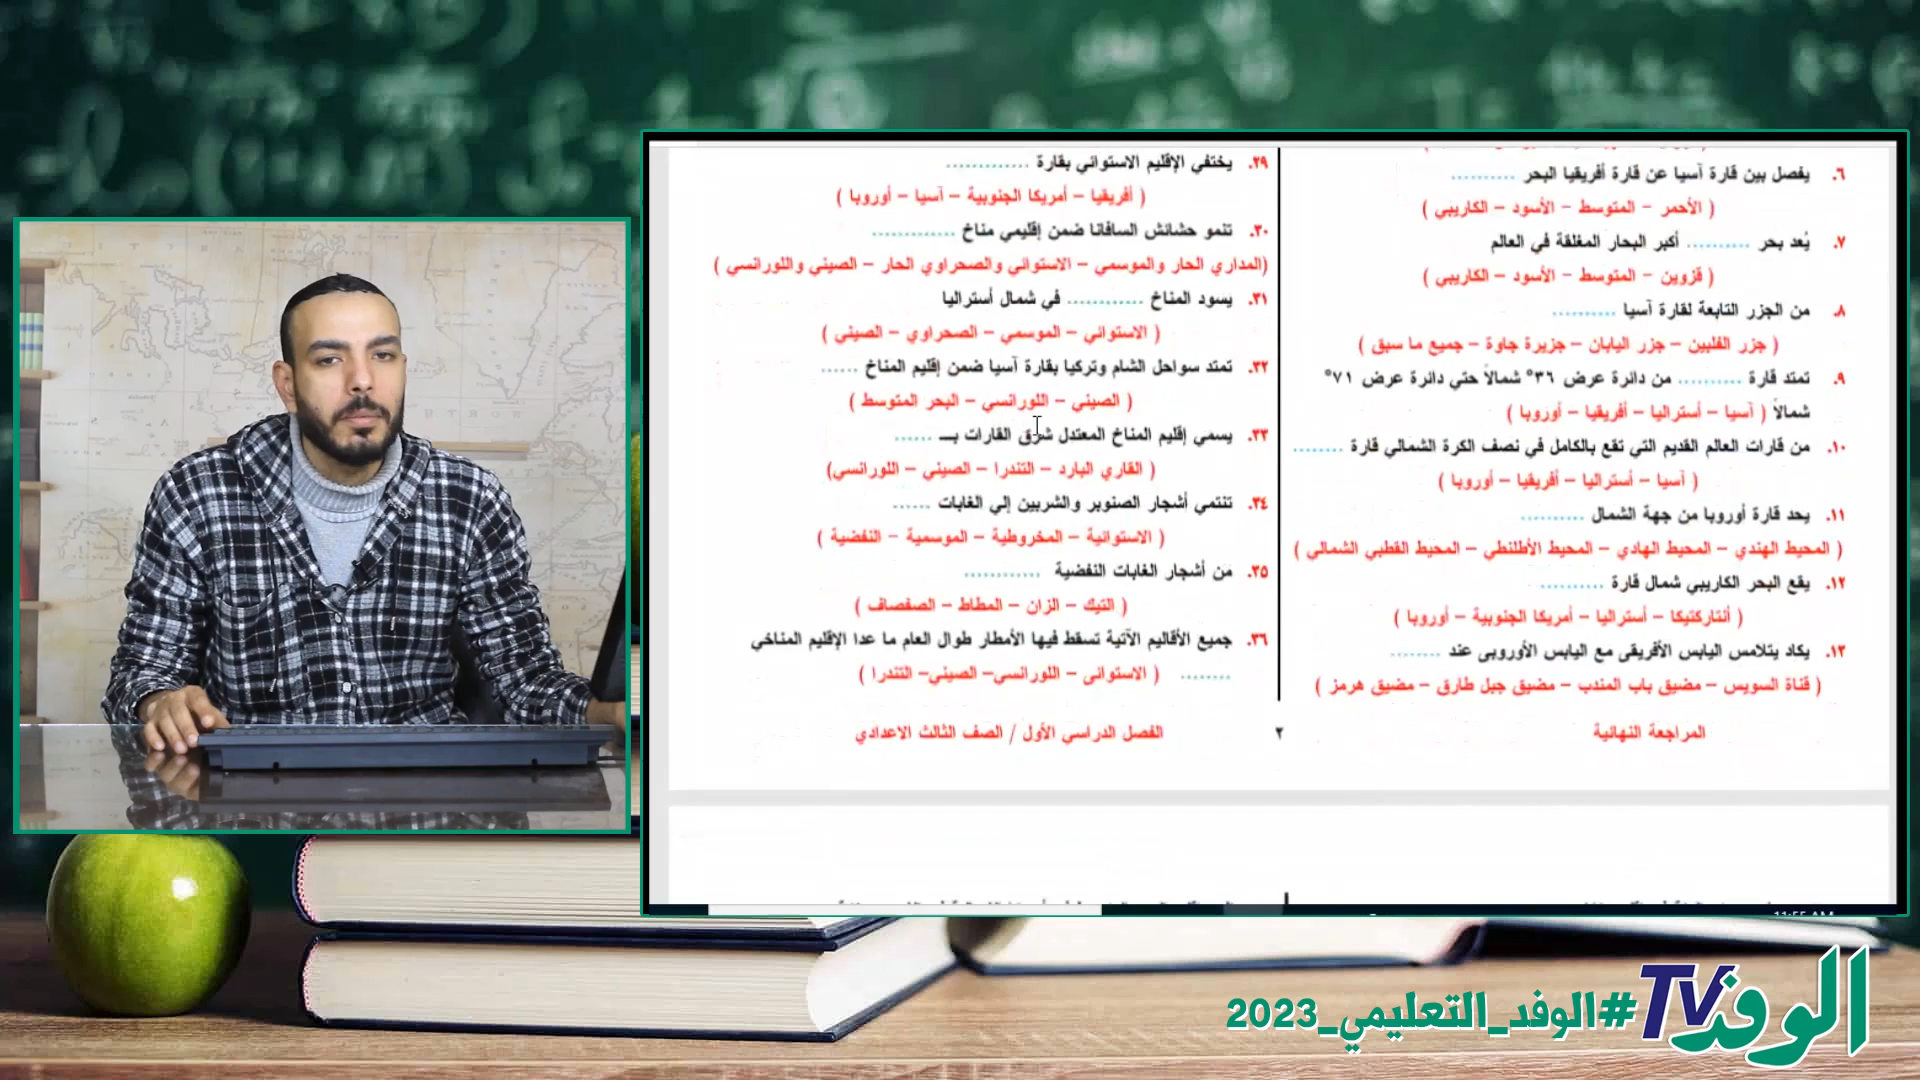 ٦. يفصل بين قارة آسيا عن قارة أفريقيا البحر ..........
( الأحمر – المتوسط – الأسود – الكاريبي )
٧. يُعد بحر .......... أكبر البحار المغلقة في العالم
( قزوين – المتوسط – الأسود – الكاريبي )
٨. من الجزر التابعة لقارة آسيا ..........
( جزر الفلبين – جزر اليابان – جزيرة جاوة – جميع ما سبق )
٩. تمتد قارة .......... من دائرة عرض ٣٦° شمالاً حتي دائرة عرض ٧١°
شمالاً ( آسيا – أستراليا – أفريقيا – أوروبا )
١٠. من قارات العالم القديم التي تقع بالكامل في نصف الكرة الشمالي قارة ........
( آسيا – أستراليا – أفريقيا – أوروبا )
١١. يحد قارة أوروبا من جهة الشمال ..........
( المحيط الهندي – المحيط الهادي – المحيط الأطلنطي – المحيط القطبي الشمالي )
١٢. يقع البحر الكاريبي شمال قارة ..........
( أنتاركتيكا – أستراليا – أمريكا الجنوبية – أوروبا )
١٣. يكاد يتلامس اليابس الأفريقى مع اليابس الأوروبى عند ........
( قناة السويس – مضيق باب المندب – مضيق جبل طارق – مضيق هرمز )
المراجعة النهائية
٢٩. يختفي الإقليم الاستوائي بقارة .............
( أفريقيا – أمريكا الجنوبية – آسيا – أوروبا )
٣٠. تنمو حشائش السافانا ضمن إقليمي مناخ .............
(المداري الحار والموسمي – الاستوائي والصحراوي الحار – الصيني واللورانسي )
٣١. يسود المناخ ............ في شمال أستراليا
( الاستوائي – الموسمي – الصحراوي – الصيني )
٣٢. تمتد سواحل الشام وتركيا بقارة آسيا ضمن إقليم المناخ ......
( الصيني – اللورانسي – البحر المتوسط )
٣٣. يسمي إقليم المناخ المعتدل شرق القارات بـــ ......
( القاري البارد – التندرا – الصيني – اللورانسي)
٣٤. تنتمي أشجار الصنوبر والشربين إلي الغابات ......
( الاستوائية – المخروطية – الموسمية – النفضية )
٣٥. من أشجار الغابات النفضية ............
( التيك – الزان – المطاط – الصفصاف )
٣٦. جميع الأقاليم الآتية تسقط فيها الأمطار طوال العام ما عدا الإقليم المناخي
........ ( الاستوائى – اللورانسي– الصيني– التندرا )
٢
الفصل الدراسي الأول / الصف الثالث الاعدادي
11:55 AM
الوفد TV
#الوفد_التعليمي_2023